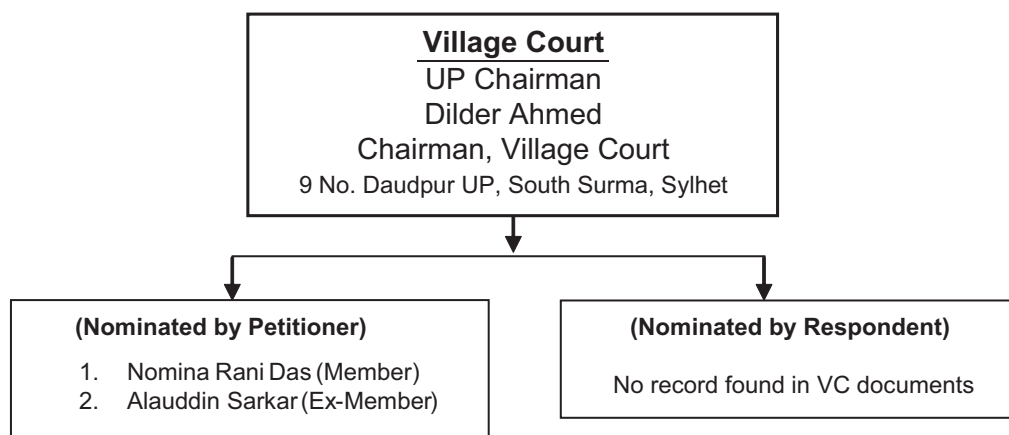 Village Court
UP Chairman
Dilder Ahmed
Chairman, Village Court
9 No. Daudpur UP, South Surma, Sylhet
(Nominated by Petitioner)
1. Nomina Rani Das (Member)
2. Alauddin Sarkar (Ex-Member)
(Nominated by Respondent)
No record found in VC documents